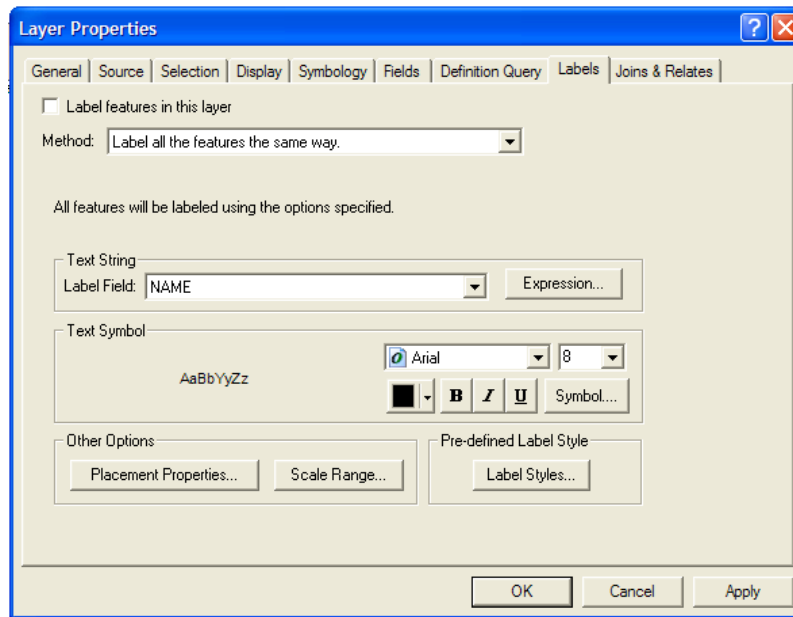 Layer Properties
General Source Selection Display Symbology Fields Definition Query Labels Joins & Relates
Label features in this layer
Method: Label all the features the same way.
All features will be labeled using the options specified.
Text String
Label Field: NAME Expression...
Text Symbol
AaBbYyZz
Arial 8
B I U Symbol....
Other Options
Placement Properties... Scale Range...
Pre-defined Label Style
Label Styles...
OK Cancel Apply